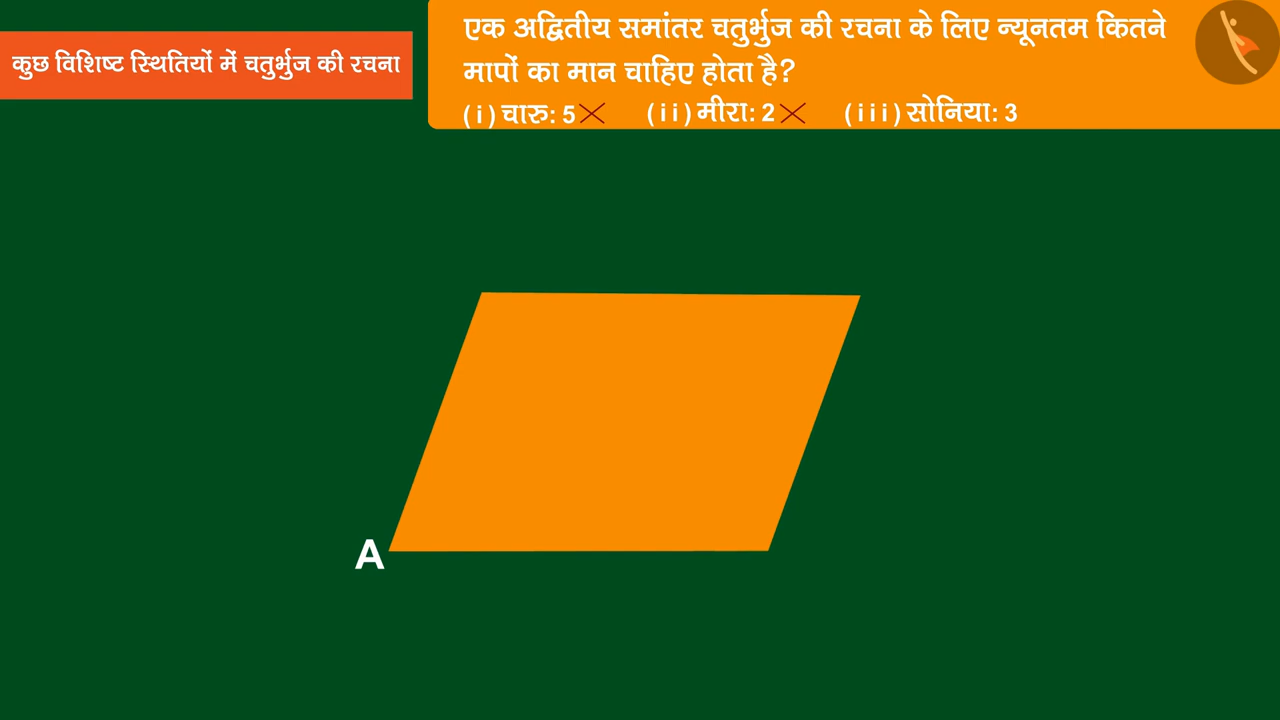 कुछ विशिष्ट स्थितियों में चतुर्भुज की रचना
एक अद्वितीय समांतर चतुर्भुज की रचना के लिए न्यूनतम कितने
मापों का मान चाहिए होता है?
(i) चारु: 5 (ii) मीरा: 2 (iii) सोनिया: 3
A